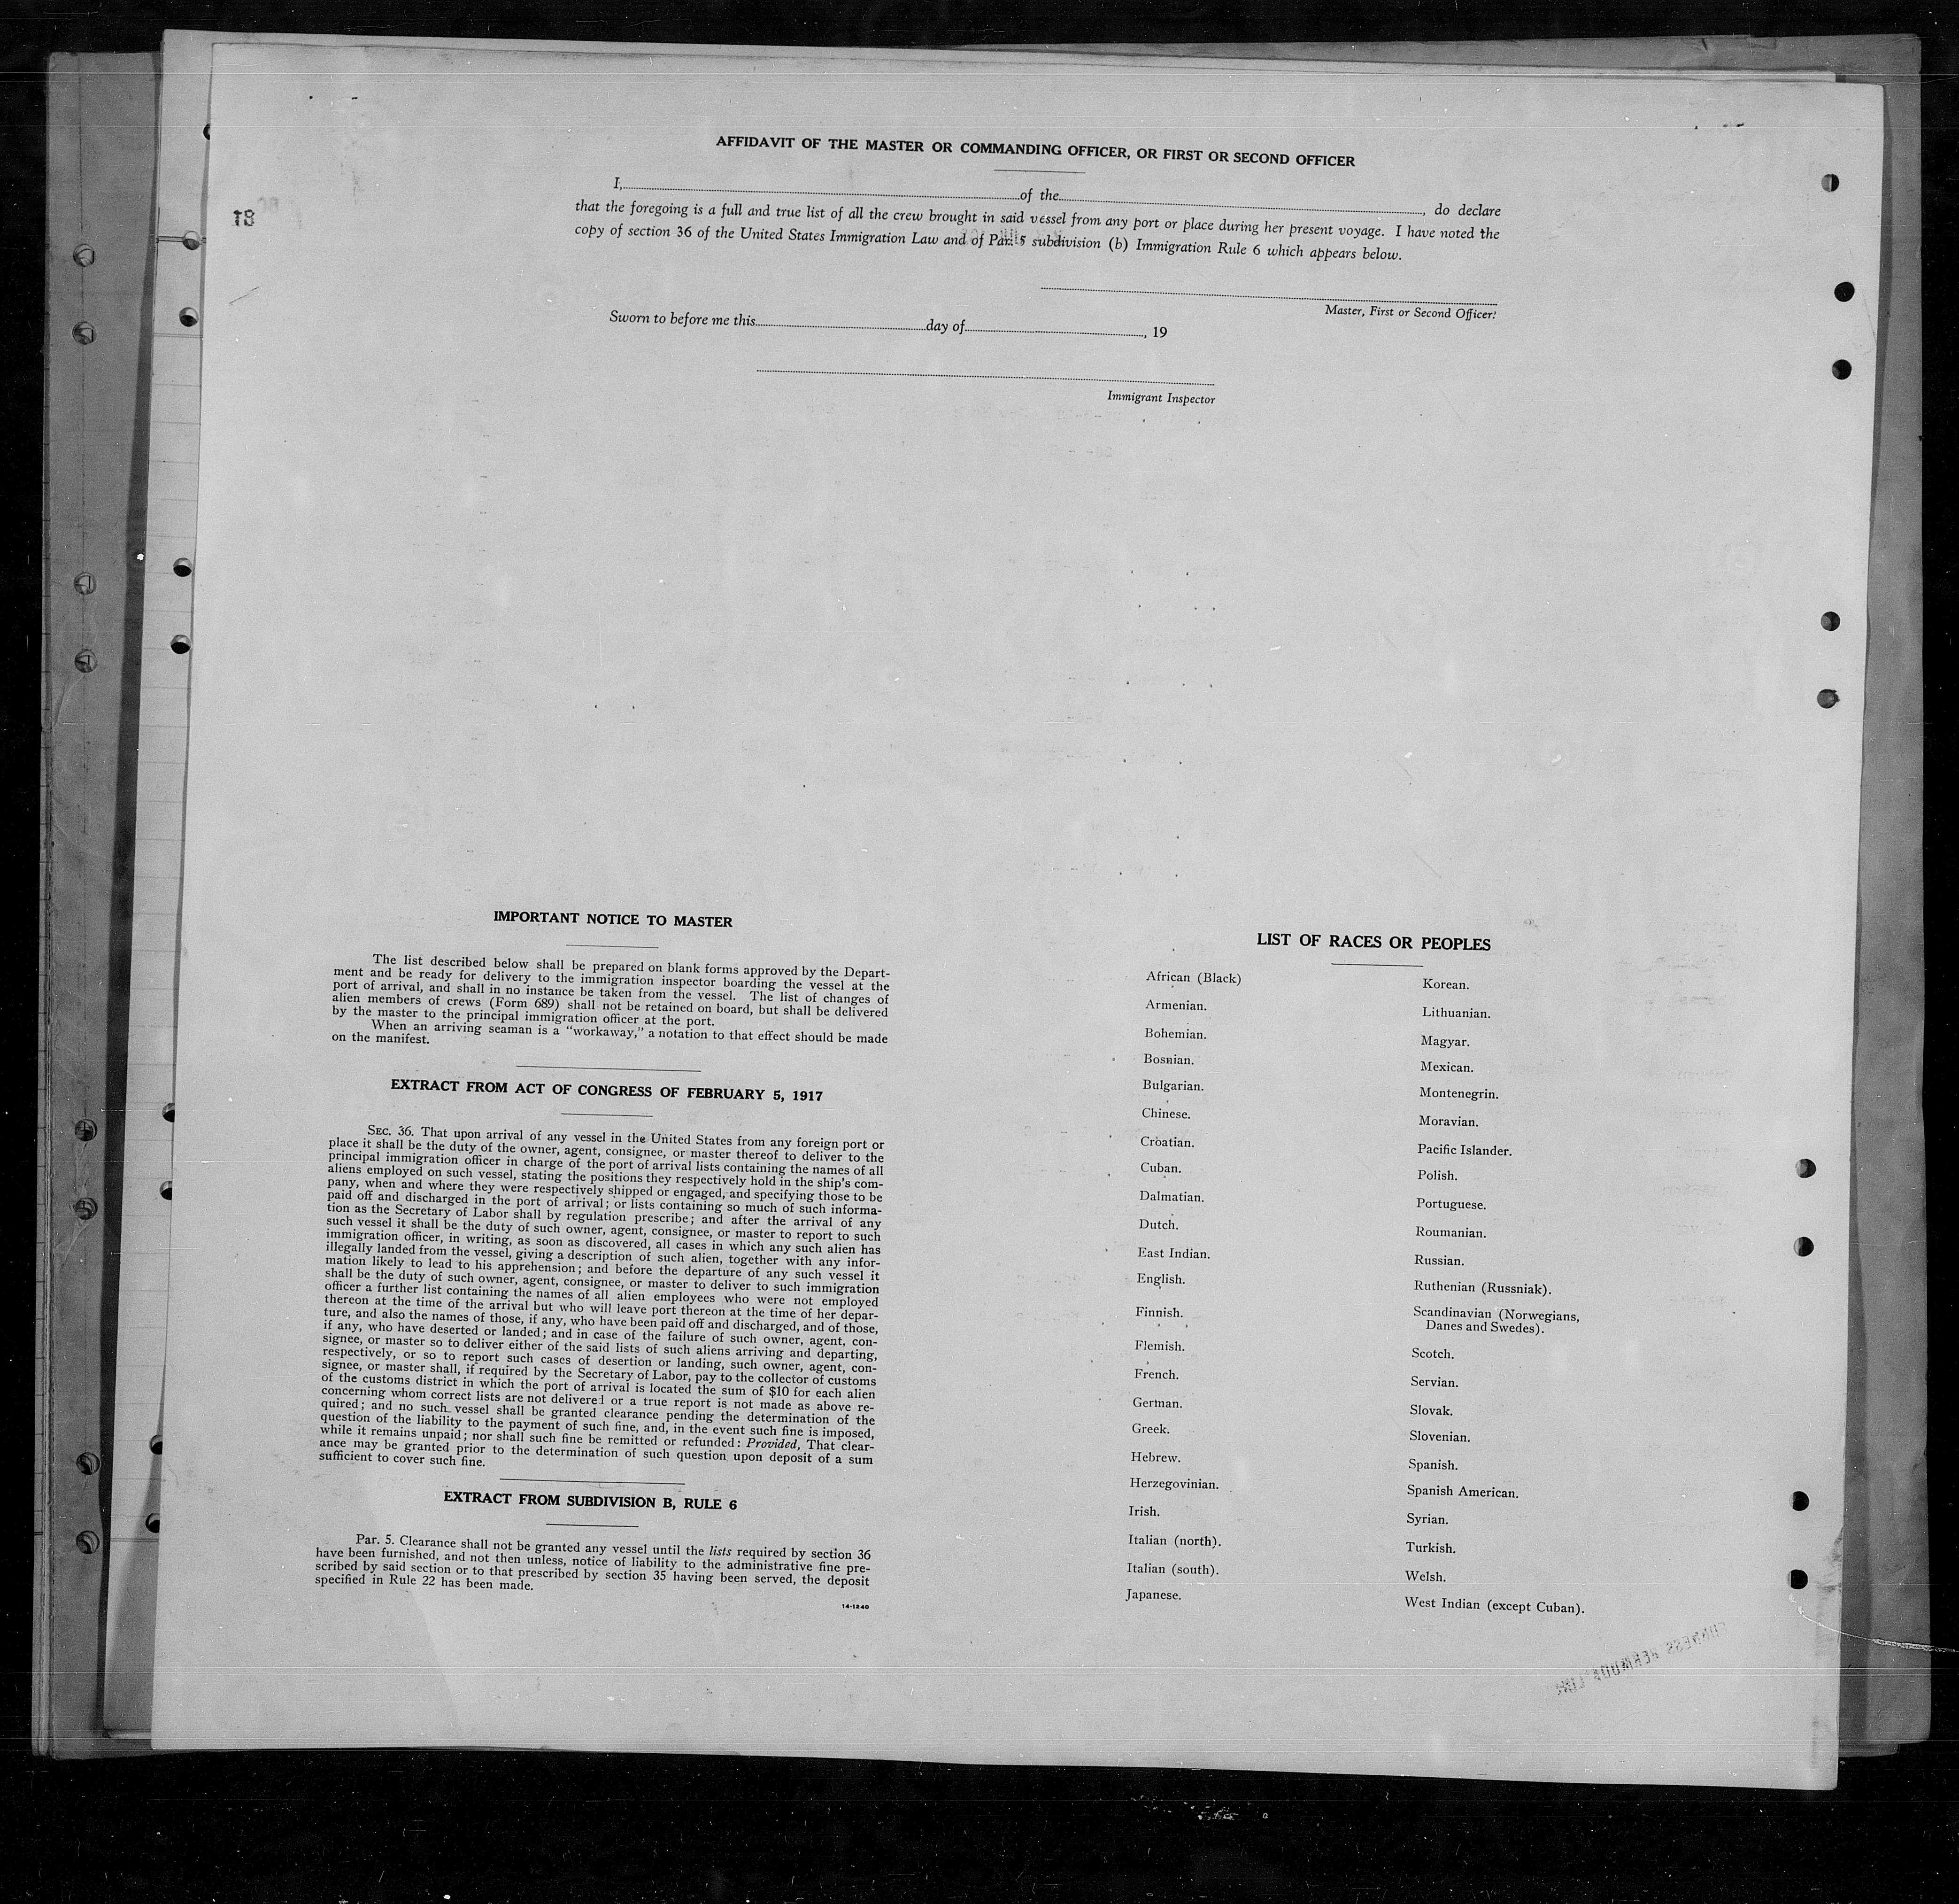 AFFIDAVIT OF THE MASTER OR COMMANDING OFFICER, OR FIRST OR SECOND OFFICER
I, of the , do declare
that the foregoing is a full and true list of all the crew brought in said vessel from any port or place during her present voyage. I have noted the
copy of section 36 of the United States Immigration Law and of Par. 5 subdivision (b) Immigration Rule 6 which appears below.
Master, First or Second Officer.
Sworn to before me this day of , 19
Immigrant Inspector
18
IMPORTANT NOTICE TO MASTER
The list described below shall be prepared on blank forms approved by the Depart-
ment and be ready for delivery to the immigration inspector boarding the vessel at the
port of arrival, and shall in no instance be taken from the vessel. The list of changes of
alien members of crews (Form 689) shall not be retained on board, but shall be delivered
by the master to the principal immigration officer at the port.
When an arriving seaman is a "workaway," a notation to that effect should be made
on the manifest.
EXTRACT FROM ACT OF CONGRESS OF FEBRUARY 5, 1917
SEC. 36. That upon arrival of any vessel in the United States from any foreign port or
place it shall be the duty of the owner, agent, consignee, or master thereof to deliver to the
principal immigration officer in charge of the port of arrival lists containing the names of all
aliens employed on such vessel, stating the positions they respectively hold in the ship's com-
pany, when and where they were respectively shipped or engaged, and specifying those to be
paid off and discharged in the port of arrival; or lists containing so much of such informa-
tion as the Secretary of Labor shall by regulation prescribe; and after the arrival of any
such vessel it shall be the duty of such owner, agent, consignee, or master to report to such
immigration officer, in writing, as soon as discovered, all cases in which any such alien has
illegally landed from the vessel, giving a description of such alien, together with any infor-
mation likely to lead to his apprehension; and before the departure of any such vessel it
shall be the duty of such owner, agent, consignee, or master to deliver to such immigration
officer a further list containing the names of all alien employees who were not employed
thereon at the time of the arrival but who will leave port thereon at the time of her depar-
ture, and also the names of those, if any, who have been paid off and discharged, and of those,
if any, who have deserted or landed; and in case of the failure of such owner, agent, con-
signee, or master so to deliver either of the said lists of such aliens arriving and departing,
respectively, or so to report such cases of desertion or landing, such owner, agent, con-
signee, or master shall, if required by the Secretary of Labor, pay to the collector of customs
of the customs district in which the port of arrival is located the sum of $10 for each alien
concerning whom correct lists are not delivered or a true report is not made as above re-
quired; and no such vessel shall be granted clearance pending the determination of the
question of the liability to the payment of such fine, and, in the event such fine is imposed,
while it remains unpaid; nor shall such fine be remitted or refunded: Provided, That clear-
ance may be granted prior to the determination of such question upon deposit of a sum
sufficient to cover such fine.
EXTRACT FROM SUBDIVISION B, RULE 6
Par. 5. Clearance shall not be granted any vessel until the lists required by section 36
have been furnished, and not then unless, notice of liability to the administrative fine pre-
scribed by said section or to that prescribed by section 35 having been served, the deposit
specified in Rule 22 has been made.
14-1240
LIST OF RACES OR PEOPLES
African (Black)
Armenian.
Bohemian.
Bosnian.
Bulgarian.
Chinese.
Croatian.
Cuban.
Dalmatian.
Dutch.
East Indian.
English.
Finnish.
Flemish.
French.
German.
Greek.
Hebrew.
Herzegovinian.
Irish.
Italian (north).
Italian (south).
Japanese.
Korean.
Lithuanian.
Magyar.
Mexican.
Montenegrin.
Moravian.
Pacific Islander.
Polish.
Portuguese.
Roumanian.
Russian.
Ruthenian (Russniak).
Scandinavian (Norwegians,
Danes and Swedes).
Scotch.
Servian.
Slovak.
Slovenian.
Spanish.
Spanish American.
Syrian.
Turkish.
Welsh.
West Indian (except Cuban).